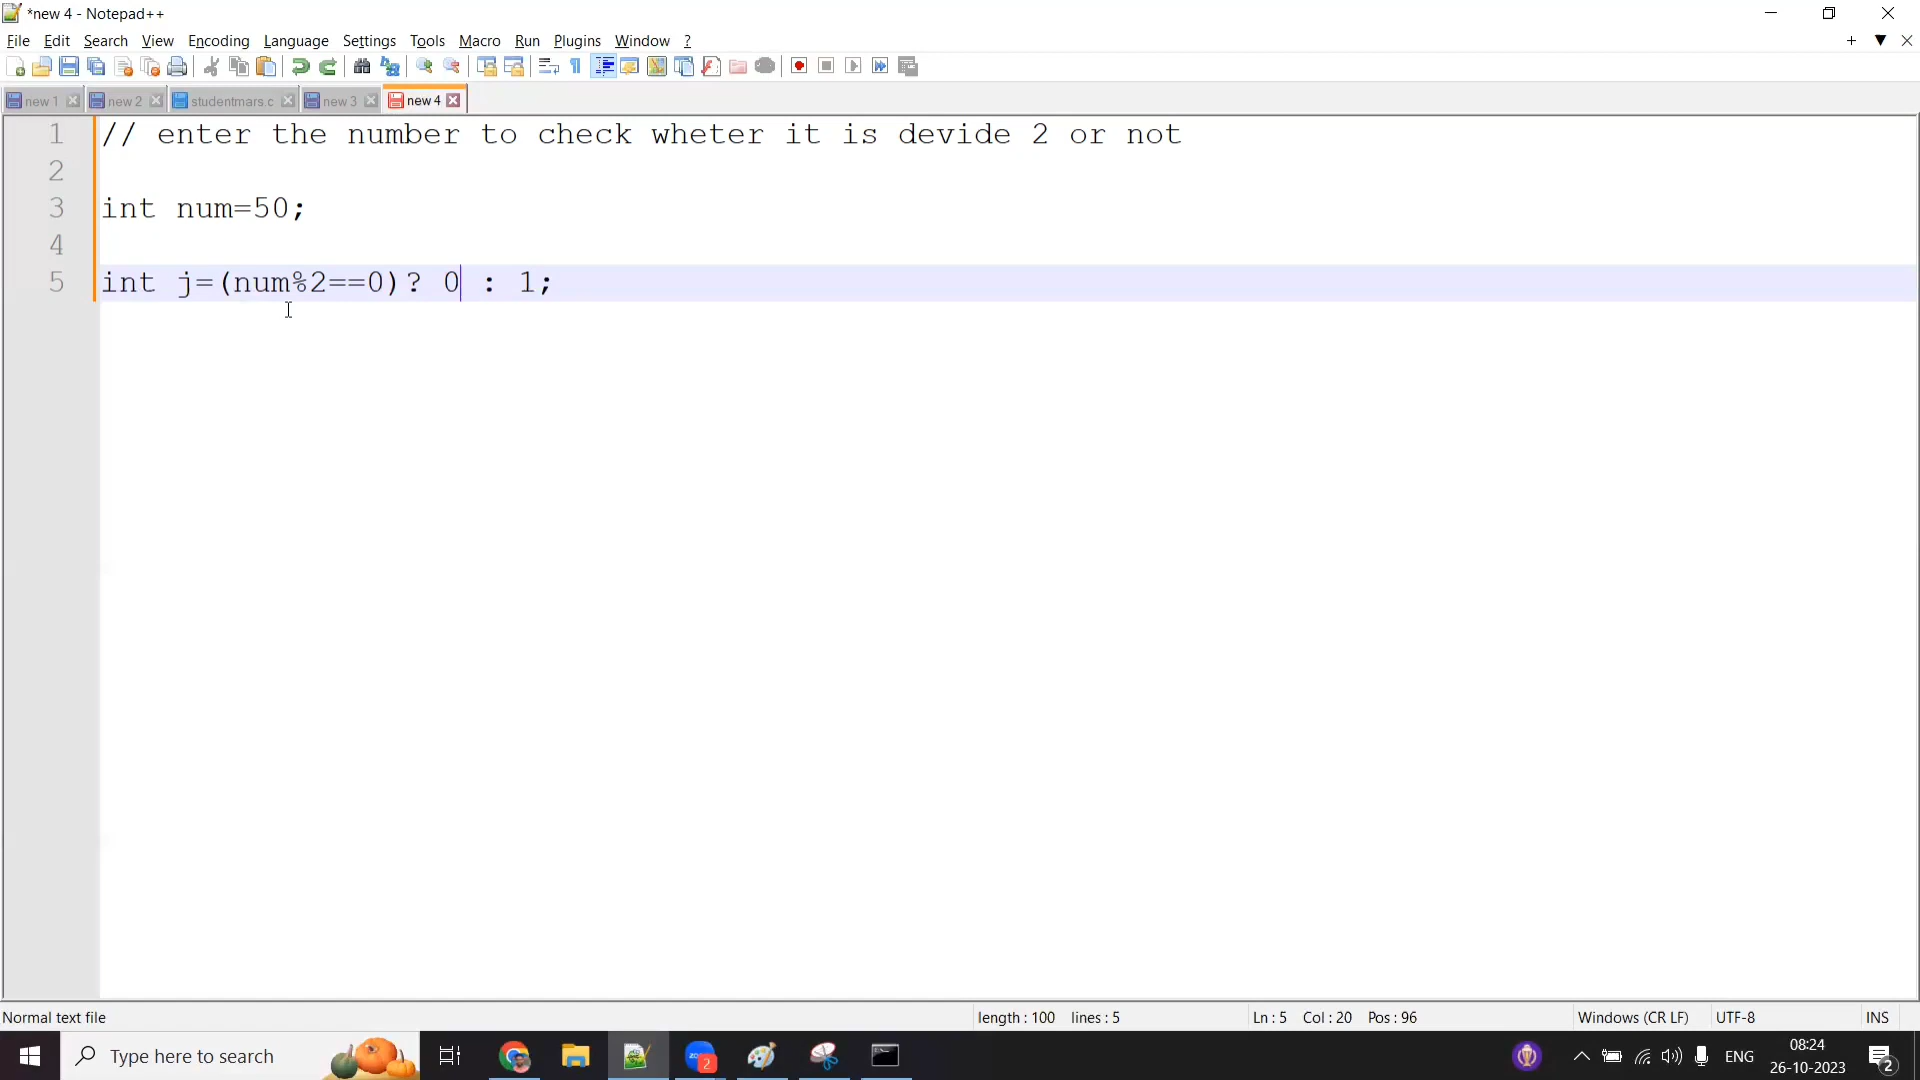 *new 4 - Notepad++
File Edit Search View Encoding Language Settings Tools Macro Run Plugins Window ?
new 1 new 2 studentmars.c new 3 new 4
1 // enter the number to check wheter it is devide 2 or not
2
3 int num=50;
4
5 int j=(num%2==0)? 0 : 1;
Normal text file length : 100 lines : 5 Ln : 5 Col : 20 Pos : 96 Windows (CR LF) UTF-8 INS
Type here to search 2 ENG 08:24 2
26-10-2023